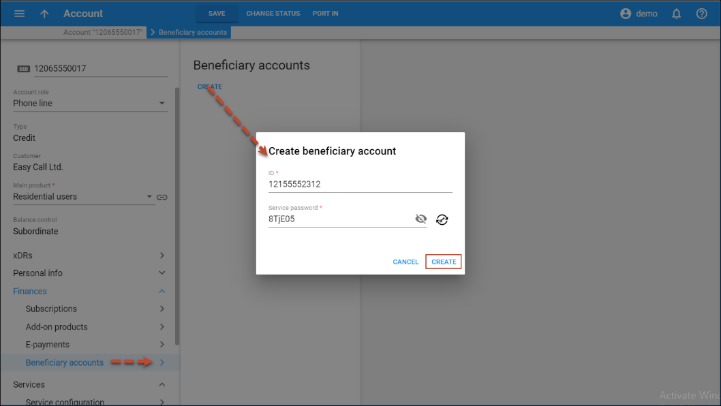 Account
SAVE
CHANGE STATUS
PORT IN
demo
Account "12065550017"
Beneficiary accounts
12065550017
Account role
Phone line
Type
Credit
Customer
Easy Call Ltd.
Main product *
Residential users
Balance control
Subordinate
xDRs
Personal info
Finances
Subscriptions
Add-on products
E-payments
Beneficiary accounts
Services
Service configuration
Beneficiary accounts
CREATE
Create beneficiary account
ID *
12155552312
Service password *
8TjE05
CANCEL
CREATE
Activate Win